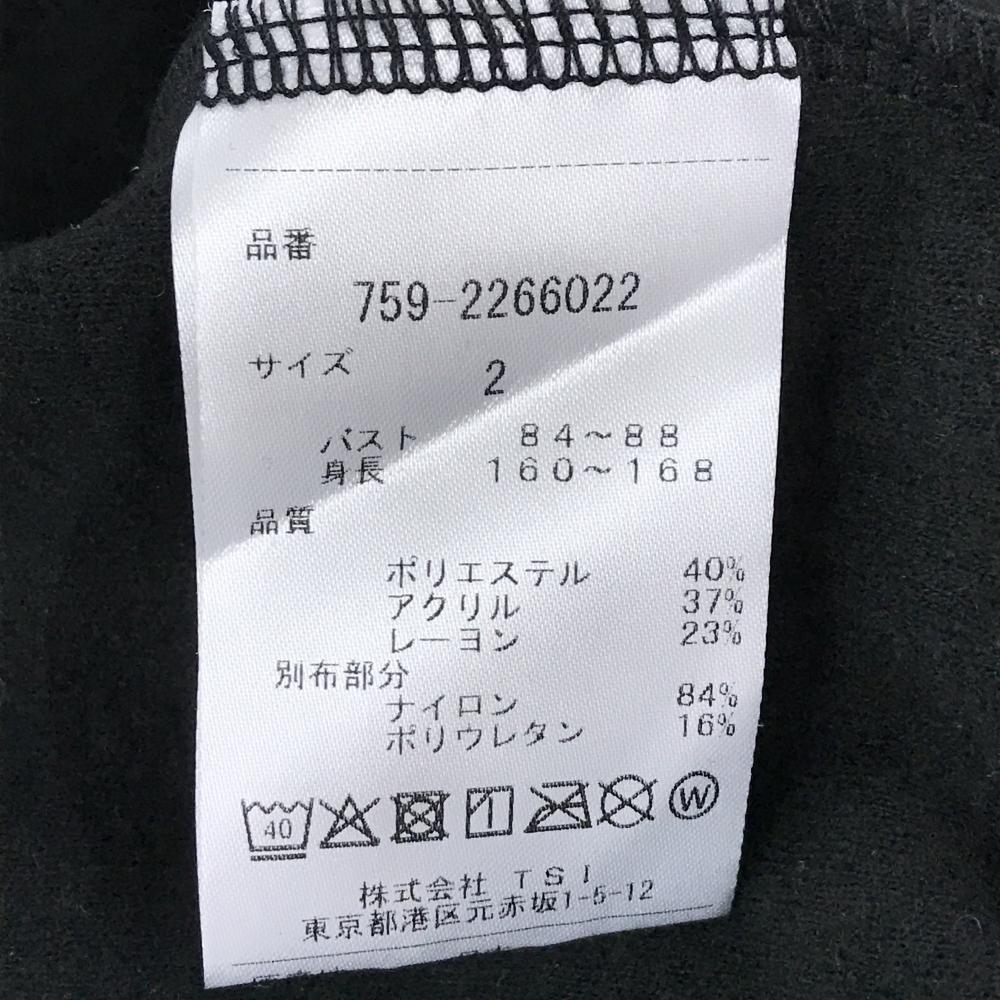 品番
759-2266022
サイズ 2
バスト 84～88
身長 160～168
品質
ポリエステル 40%
アクリル 37%
レーヨン 23%
別布部分
ナイロン 84%
ポリウレタン 16%
40 W
株式会社 TSI
東京都港区元赤坂1-5-12